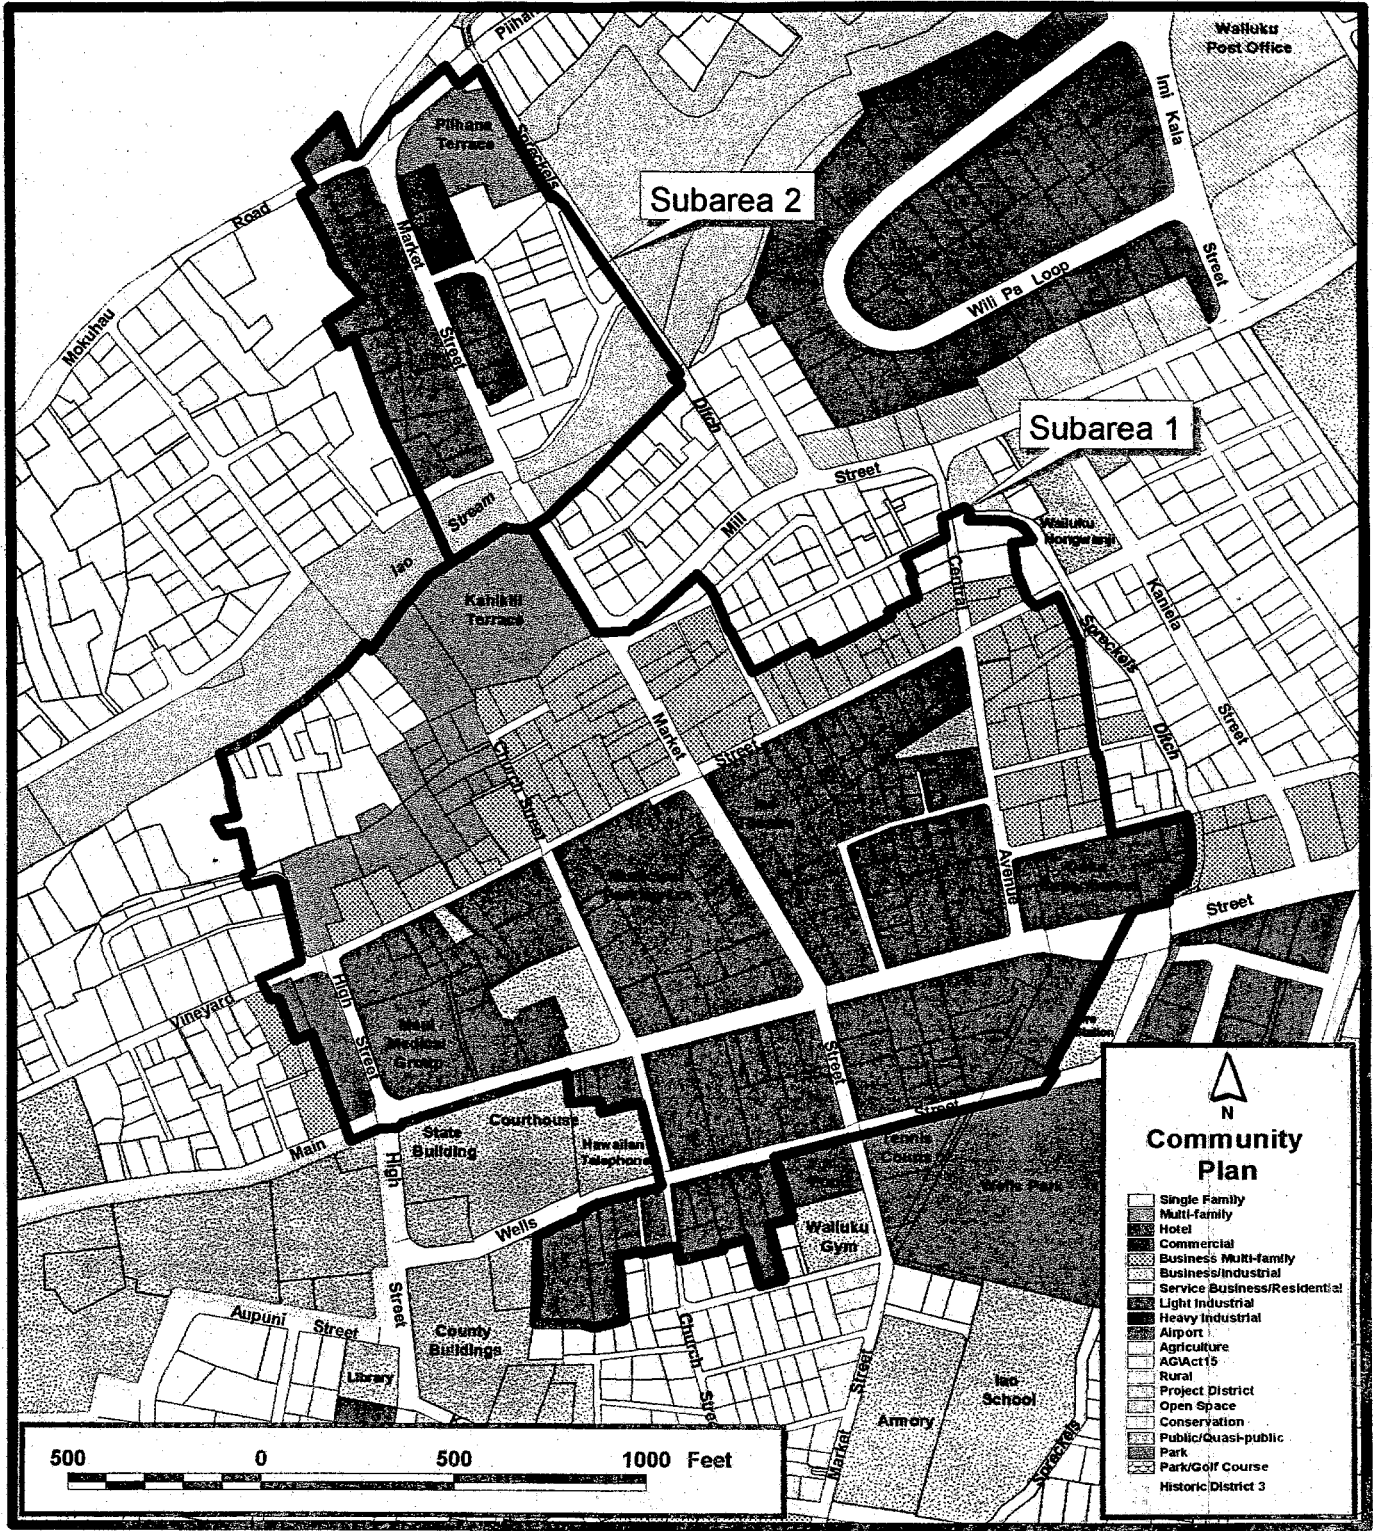 Piihana
Wailuku
Post Office
Imi Kala
Street
Piihana
Terrace
Spreckels
Subarea 2
Road
Market
Street
Mokuhau
Wili Pa Loop
Ditch
Subarea 1
Street
Mill
Stream
Iao
Wailuku
Hongwanji
Central
Kaniela
Street
Kahikili
Terrace
Spreckels
Ditch
Market
Street
Church Street
Avenue
Street
High
Street
Vineyard
Maui
Medical
Group
Street
Street
Main
State
Building
Courthouse
Hawaiian
Telephone
High
Tennis
Courts
Wells Park
Wells
Wailuku
Gym
Street
Aupuni Street
County
Buildings
Library
Church
Street
Market
Armory
Iao
School
Spreckels
N
Community
Plan
Single Family
Multi-family
Hotel
Commercial
Business Multi-family
Business/Industrial
Service Business/Residential
Light Industrial
Heavy Industrial
Airport
Agriculture
AG\Act15
Rural
Project District
Open Space
Conservation
Public/Quasi-public
Park
Park/Golf Course
Historic District 3
500 0 500 1000 Feet